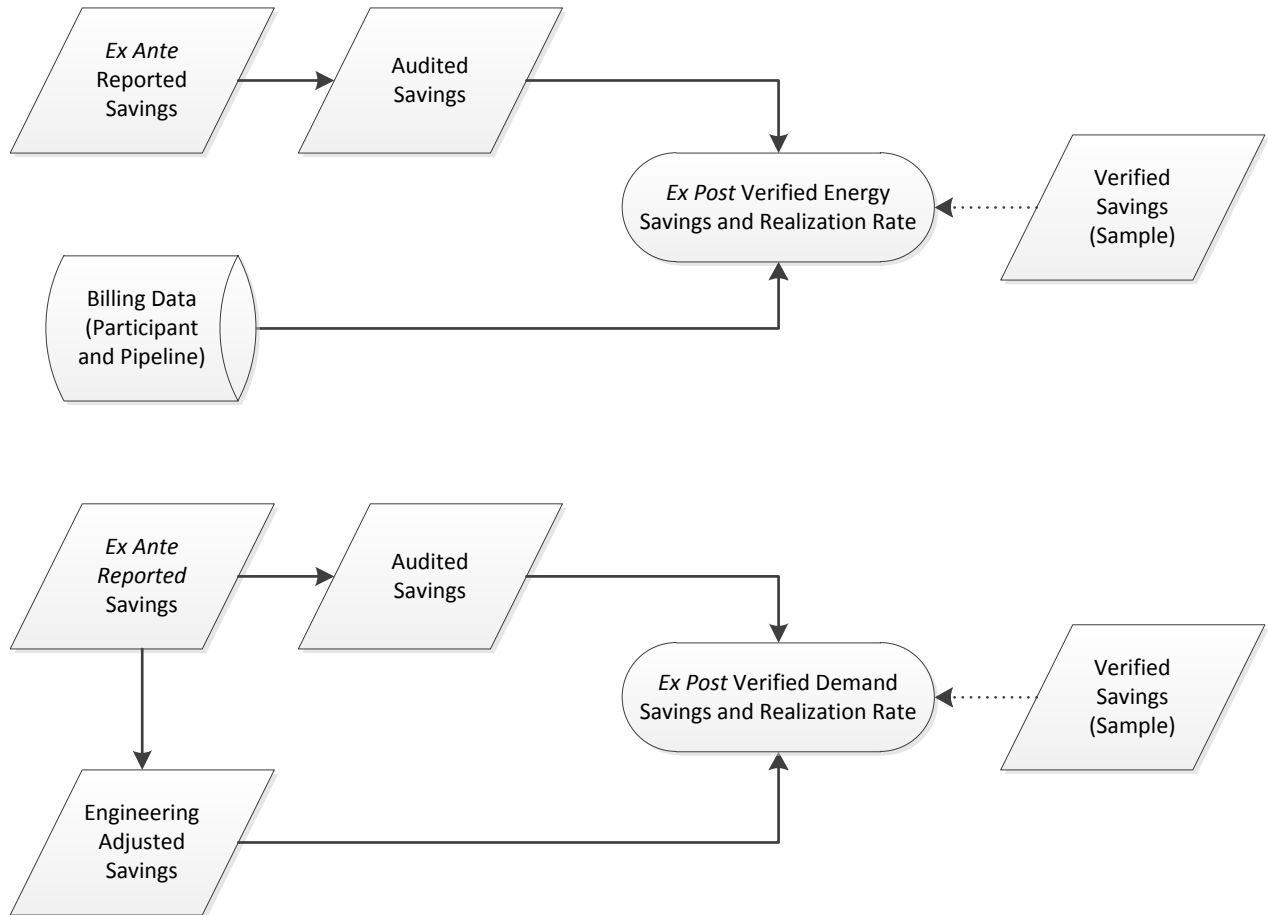 Ex Ante
Reported
Savings
Audited
Savings
Ex Post Verified Energy
Savings and Realization Rate
Verified
Savings
(Sample)
Billing Data
(Participant
and Pipeline)
Ex Ante
Reported
Savings
Audited
Savings
Ex Post Verified Demand
Savings and Realization Rate
Verified
Savings
(Sample)
Engineering
Adjusted
Savings